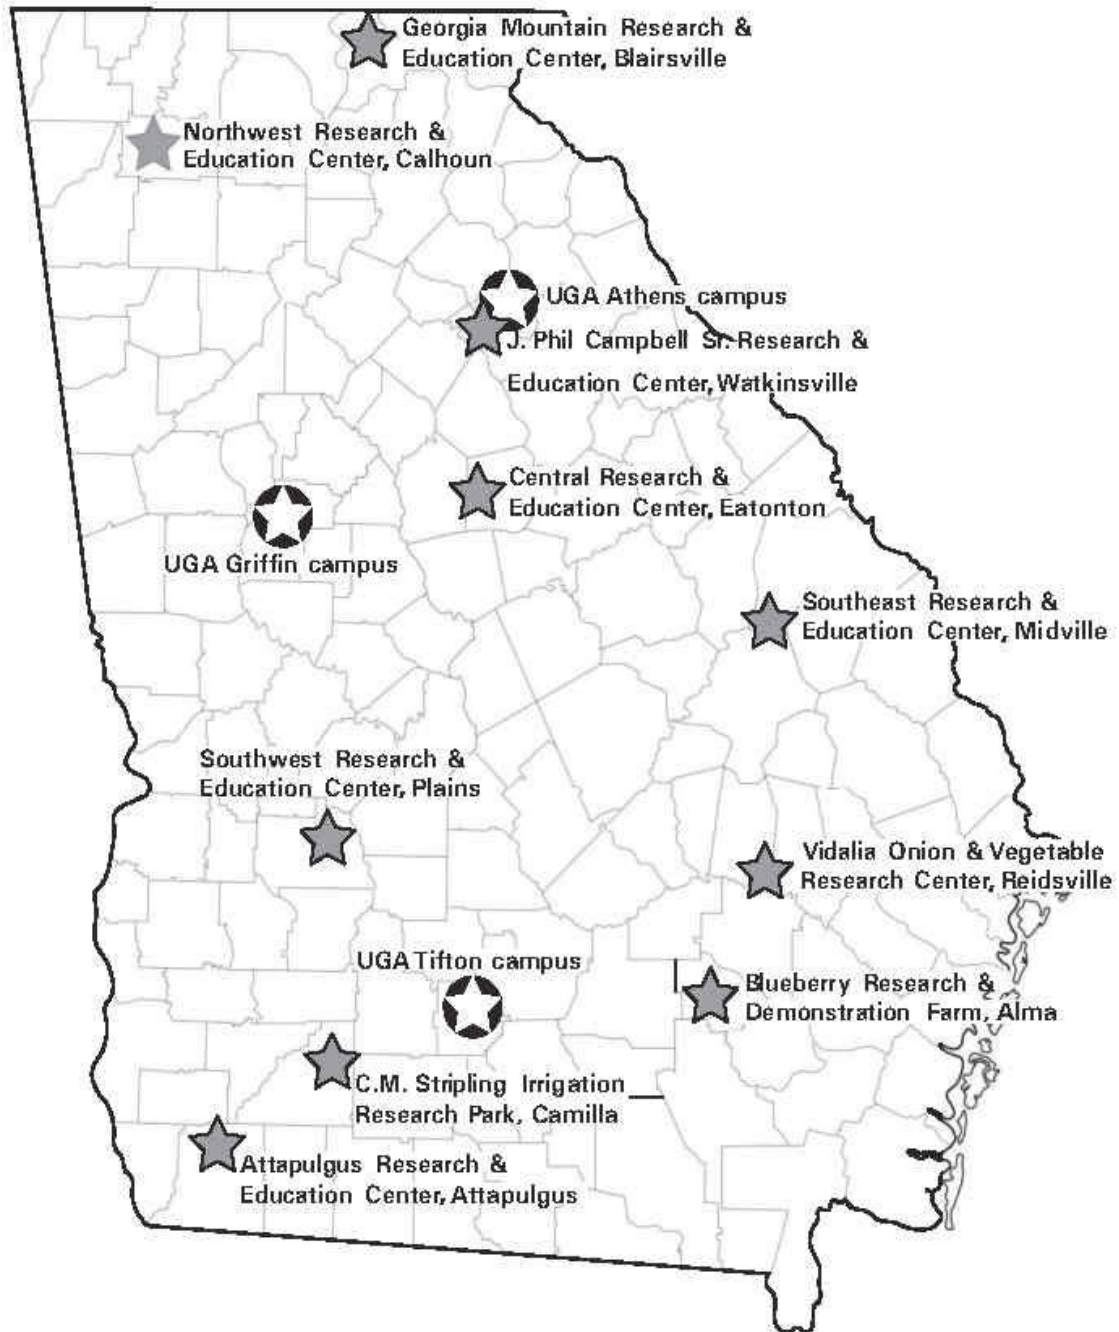 Georgia Mountain Research &
Education Center, Blairsville
Northwest Research &
Education Center, Calhoun
UGA Athens campus
J. Phil Campbell Sr. Research &
Education Center, Watkinsville
Central Research &
Education Center, Eatonton
UGA Griffin campus
Southeast Research &
Education Center, Midville
Southwest Research &
Education Center, Plains
Vidalia Onion & Vegetable
Research Center, Reidsville
UGA Tifton campus
Blueberry Research &
Demonstration Farm, Alma
C.M. Stripling Irrigation
Research Park, Camilla
Attapulgus Research &
Education Center, Attapulgus